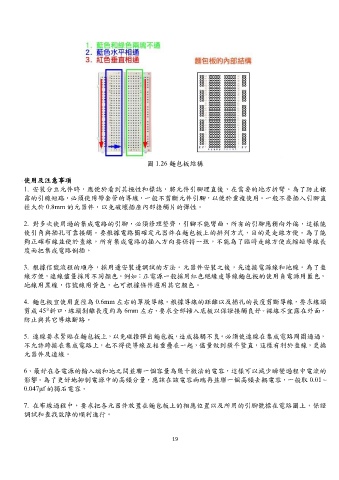 1. 藍色和綠色兩橫不通
2. 藍色水平相通
3. 紅色垂直相通
麵包板的內部結構
圖 1.26 麵包板結構
使用及注意事項
1. 安裝分立元件時,應便於看到其極性和標誌,將元件引腳理直後,在需要的地方折彎。為了防止裸
露的引線短路,必須使用帶套管的導線,一般不剪斷元件引腳,以便於重複使用。一般不要插入引腳直
徑大於 0.8mm 的元器件,以免破壞插座內部接觸片的彈性。
2. 對多次使用過的集成電路的引腳,必須修理整齊,引腳不能彎曲,所有的引腳應稍向外偏,這樣能
使引角與插孔可靠接觸。要根據電路圖確定元器件在麵包板上的排列方式,目的是走線方便。為了能
夠正確布線並便於查線,所有集成電路的插入方向要保持一致,不能為了臨時走線方便或縮短導線長
度而把集成電路倒插。
3. 根據信號流程的順序,採用邊安裝邊調試的方法。元器件安裝之後,先連接電源線和地線。為了查
線方便,連線儘量採用不同顏色。例如:正電源一般採用紅色絕緣皮導線麵包板的使用負電源用藍色,
地線用黑線,信號線用黃色,也可根據條件選用其它顏色。
4. 麵包板宜使用直徑為 0.6mm 左右的單股導線。根據導線的距離以及插孔的長度剪斷導線,要求線頭
剪成 45°斜口,線頭剝離長度約為 6mm 左右,要求全部插入底板以保證接觸良好。裸線不宜露在外面,
防止與其它導線斷路。
5. 連線要求緊貼在麵包板上,以免碰撞彈出麵包板,造成接觸不良。必須使連線在集成電路周圍通過,
不允許跨接在集成電路上,也不得使導線互相重疊在一起,儘量做到橫平豎直,這樣有利於查線,更換
元器件及連線。
6. 最好在各電源的輸入端和地之間並聯一個容量為幾十微法的電容,這樣可以減少瞬變過程中電流的
影響。為了更好地抑制電源中的高頻分量,應該在該電容兩端再並聯一個高頻去耦電容,一般取 0.01~
0.047μf 的獨石電容。
7. 在布線過程中,要求把各元器件放置在麵包板上的相應位置以及所用的引腳號標在電路圖上,保證
調試和查找故障的順利進行。
19